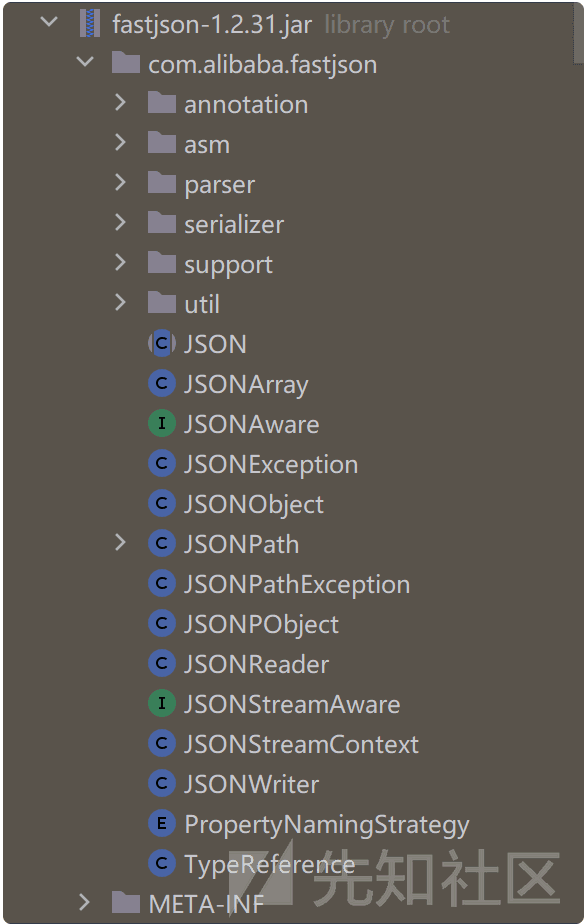 fastjson-1.2.31.jar library root
com.alibaba.fastjson
annotation
asm
parser
serializer
support
util
C JSON
C JSONArray
I JSONAware
C JSONException
C JSONObject
C JSONPath
C JSONPathException
C JSONPObject
C JSONReader
I JSONStreamAware
C JSONStreamContext
C JSONWriter
E PropertyNamingStrategy
C TypeReference
META-INF
先知社区